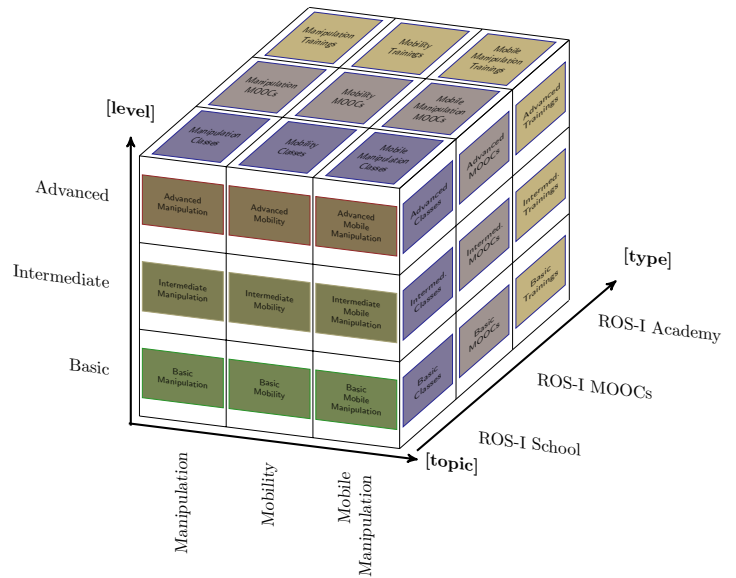 Manipulation
Trainings
Mobility
Trainings
Mobile
Manipulation
Trainings
Manipulation
MOOCs
Mobility
MOOCs
Mobile
Manipulation
MOOCs
Manipulation
Classes
Mobility
Classes
Mobile
Manipulation
Classes
[level]
Advanced
Intermediate
Basic
Advanced
Manipulation
Advanced
Mobility
Advanced
Mobile
Manipulation
Intermediate
Manipulation
Intermediate
Mobility
Intermediate
Mobile
Manipulation
Basic
Manipulation
Basic
Mobility
Basic
Mobile
Manipulation
Advanced
Classes
Advanced
MOOCs
Advanced
Trainings
Intermed.
Classes
Intermed.
MOOCs
Intermed.
Trainings
Basic
Classes
Basic
MOOCs
Basic
Trainings
[type]
ROS-I Academy
ROS-I MOOCs
ROS-I School
[topic]
Manipulation
Mobility
Mobile
Manipulation